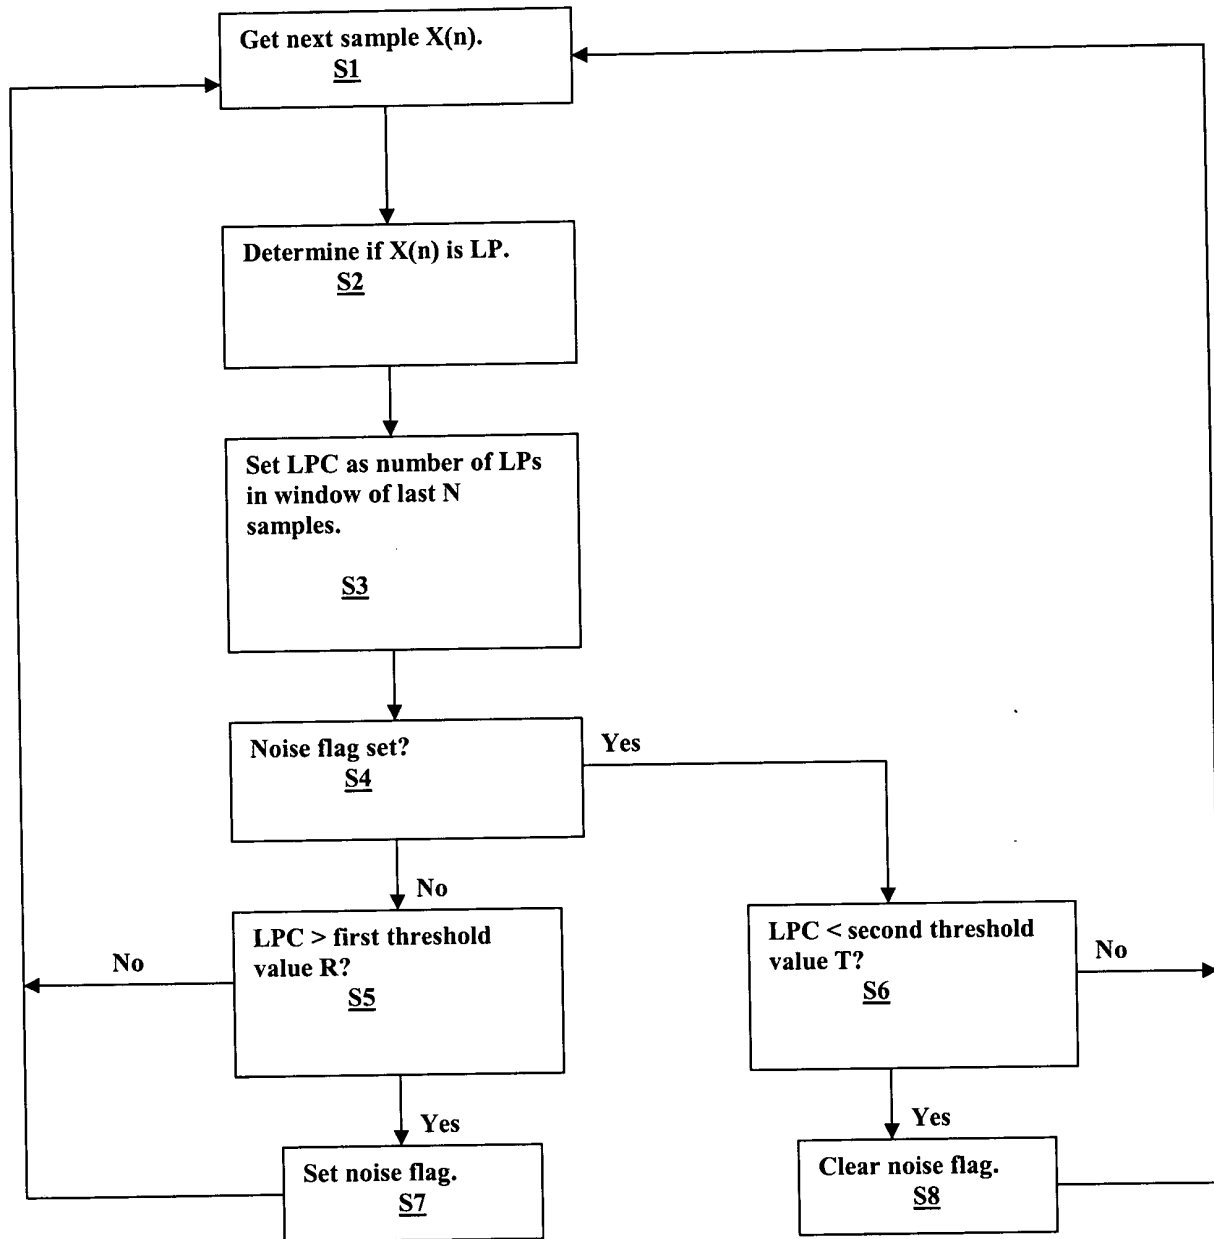 Get next sample X(n).
S1
Determine if X(n) is LP.
S2
Set LPC as number of LPs
in window of last N
samples.
S3
Noise flag set?
S4
Yes
No
LPC > first threshold
value R?
S5
No
LPC < second threshold
value T?
S6
No
Yes
Yes
Set noise flag.
S7
Clear noise flag.
S8